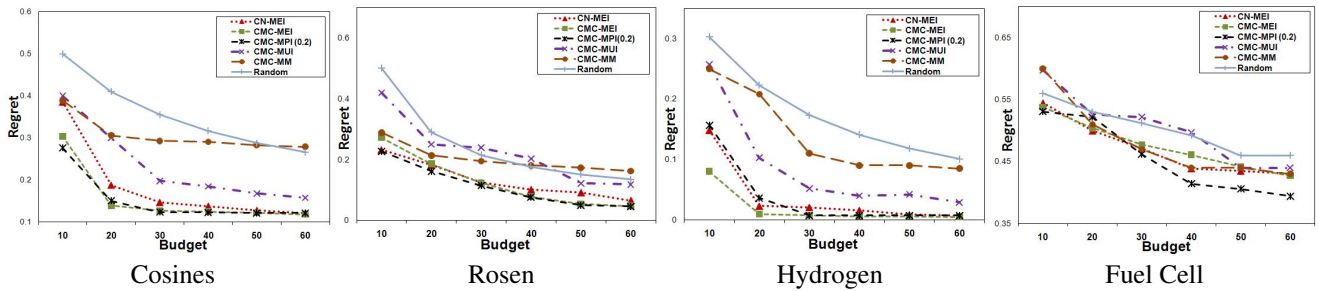 0.6
0.5
0.4
0.3
0.2
0.1
Regret
CN-MEI
CMC-MEI
CMC-MPI (0.2)
CMC-MUI
CMC-MM
Random
10 20 30 40 50 60
Budget
Cosines
0.6
0.4
0.2
0
Regret
CN-MEI
CMC-MEI
CMC-MPI(0.2)
CMC-MUI
CMC-MM
Random
10 20 30 40 50 60
Budget
Rosen
0.3
0.2
0.1
0
Regret
CN-MEI
CMC-MEI
CMC-MPI (0.2)
CMC-MUI
CMC-MM
Random
10 20 30 40 50 60
Budget
Hydrogen
0.65
0.55
0.45
0.35
Regret
CN-MEI
CMC-MEI
CMC-MPI (0.2)
CMC-MUI
CMC-MM
Random
10 20 30 40 50 60
Budget
Fuel Cell